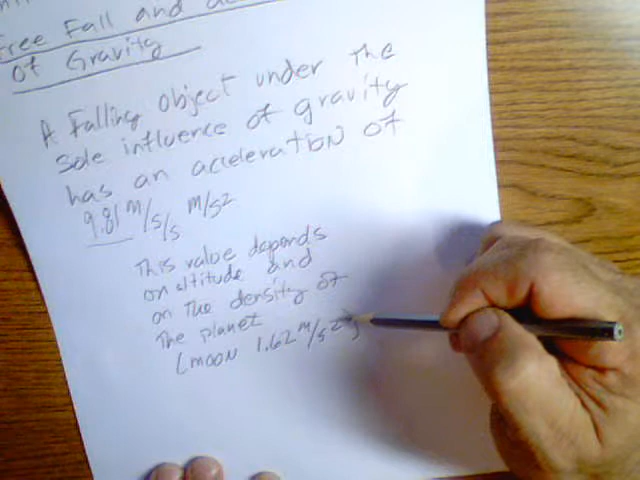 Free Fall and
of Gravity
A Falling object under the
sole influence of gravity
has an acceleration of
9.81 m/s/s m/s2
This value depends
on altitude and
on the density of
the planet
(moon 1.62 m/s2)